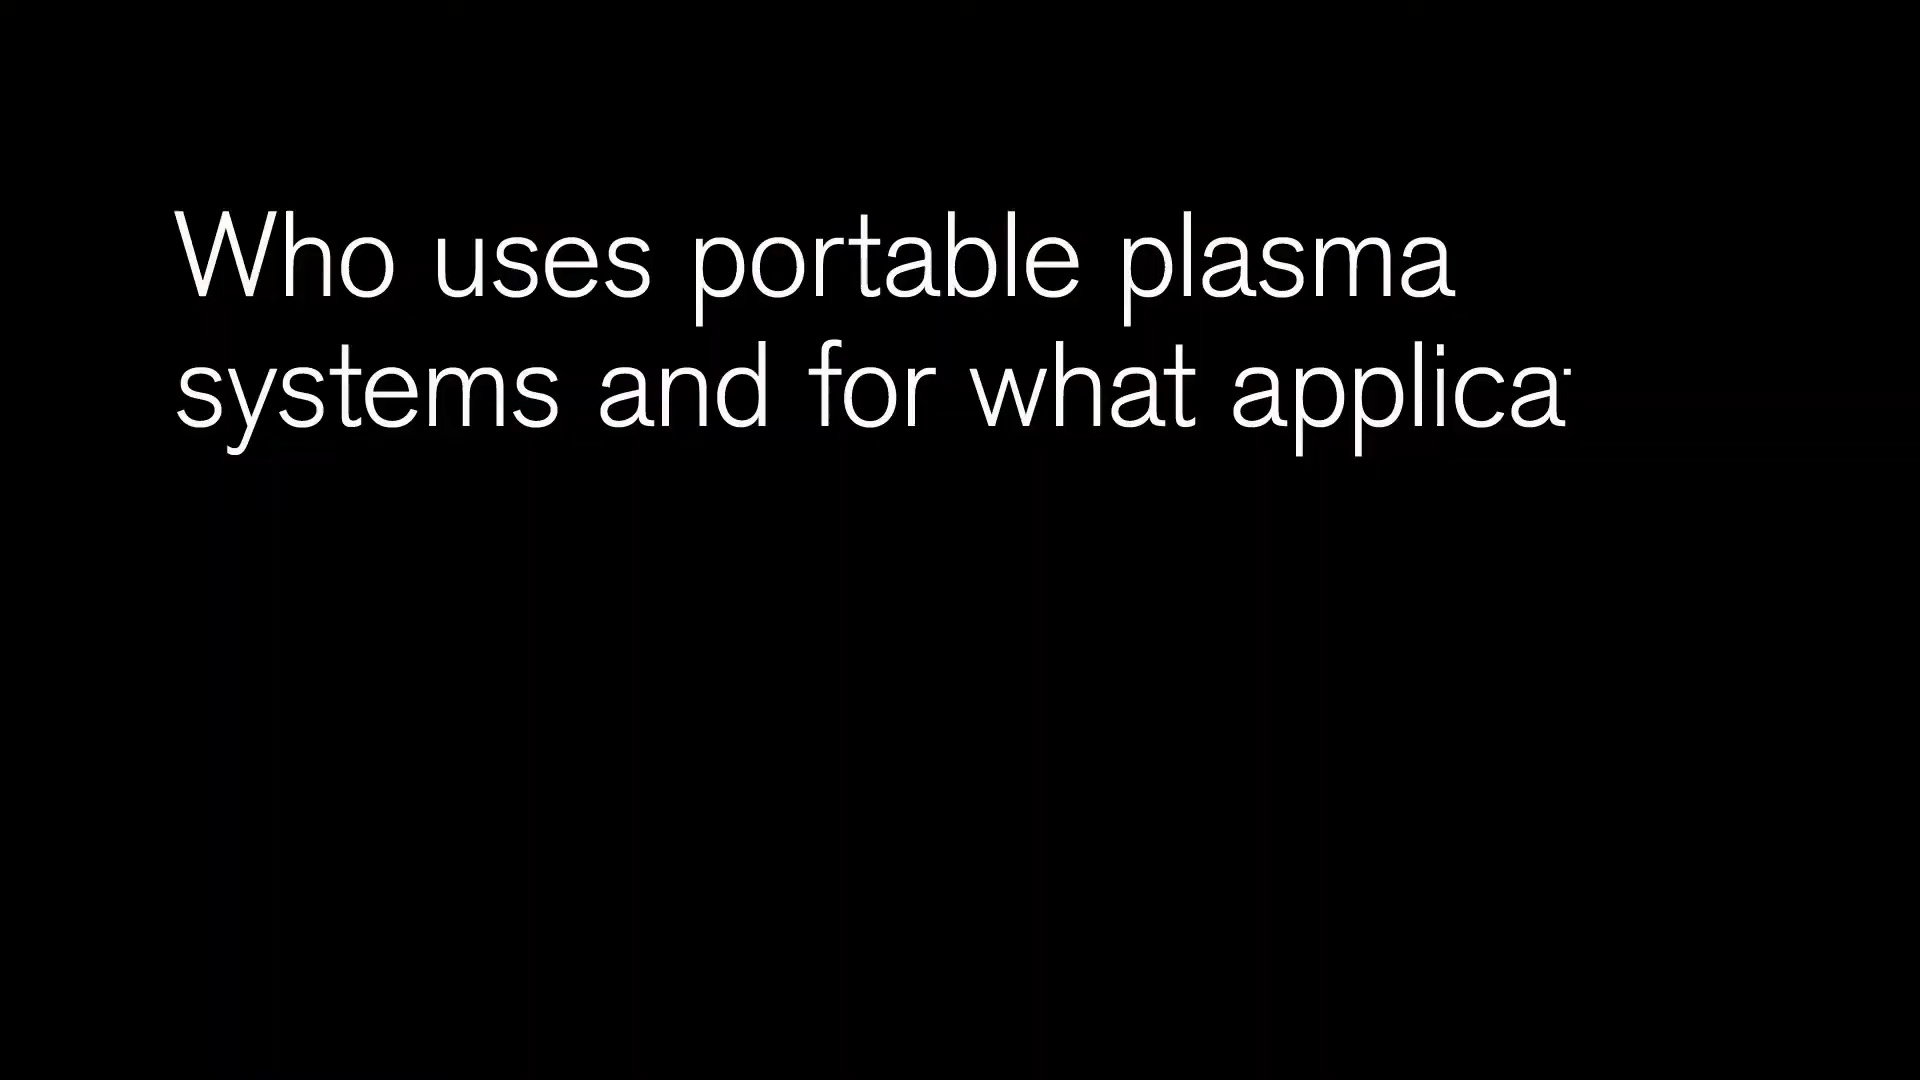 Who uses portable plasma
systems and for what applica